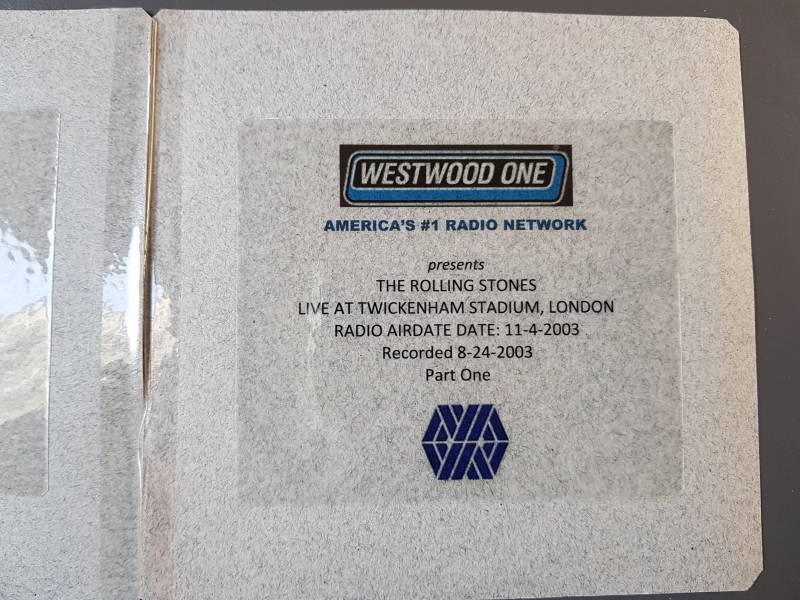 WESTWOOD ONE
AMERICA'S #1 RADIO NETWORK
presents
THE ROLLING STONES
LIVE AT TWICKENHAM STADIUM, LONDON
RADIO AIRDATE DATE: 11-4-2003
Recorded 8-24-2003
Part One